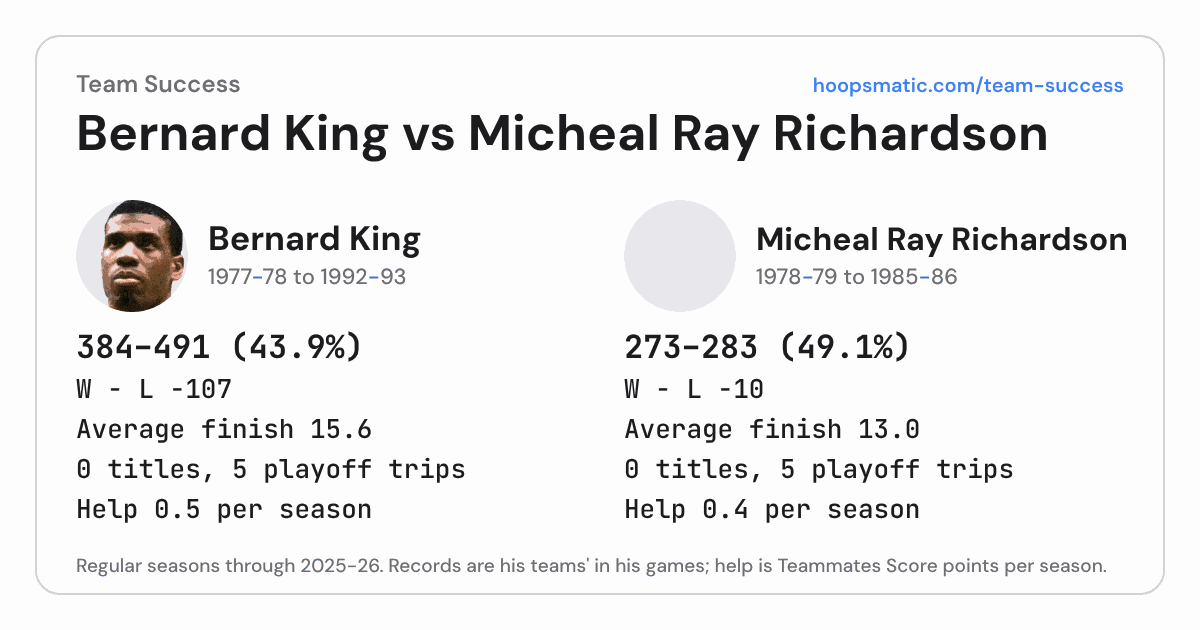 Team Success
hoopsmatic.com/team-success
Bernard King vs Micheal Ray Richardson
Bernard King
1977–78 to 1992–93
384–491 (43.9%)
W - L -107
Average finish 15.6
0 titles, 5 playoff trips
Help 0.5 per season
Micheal Ray Richardson
1978–79 to 1985–86
273–283 (49.1%)
W - L -10
Average finish 13.0
0 titles, 5 playoff trips
Help 0.4 per season
Regular seasons through 2025-26. Records are his teams' in his games; help is Teammates Score points per season.